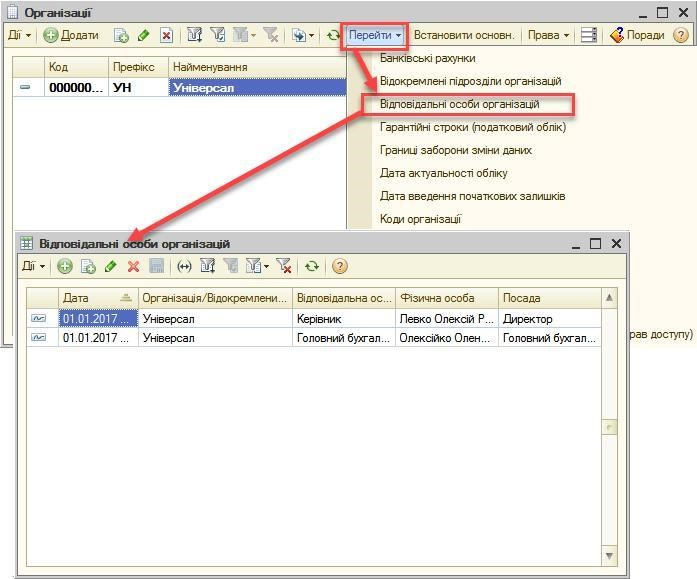 Організації
Дії Додати Перейти Встановити основн. Права Поради
Код Префікс Найменування
000000... УН Універсал
Банківські рахунки
Відокремлені підрозділи організацій
Відповідальні особи організацій
Гарантійні строки (податковий облік)
Границі заборони зміни даних
Дата актуальності обліку
Дата введення початкових залишків
Коди організації
рав доступу)
Відповідальні особи організацій
Дії
Дата Організація/Відокремлени... Відповідальна ос... Фізична особа Посада
01.01.2017 ... Універсал Керівник Левко Олексій Р... Директор
01.01.2017 ... Універсал Головний бухгал... Олексійко Олен... Головний бухгал...